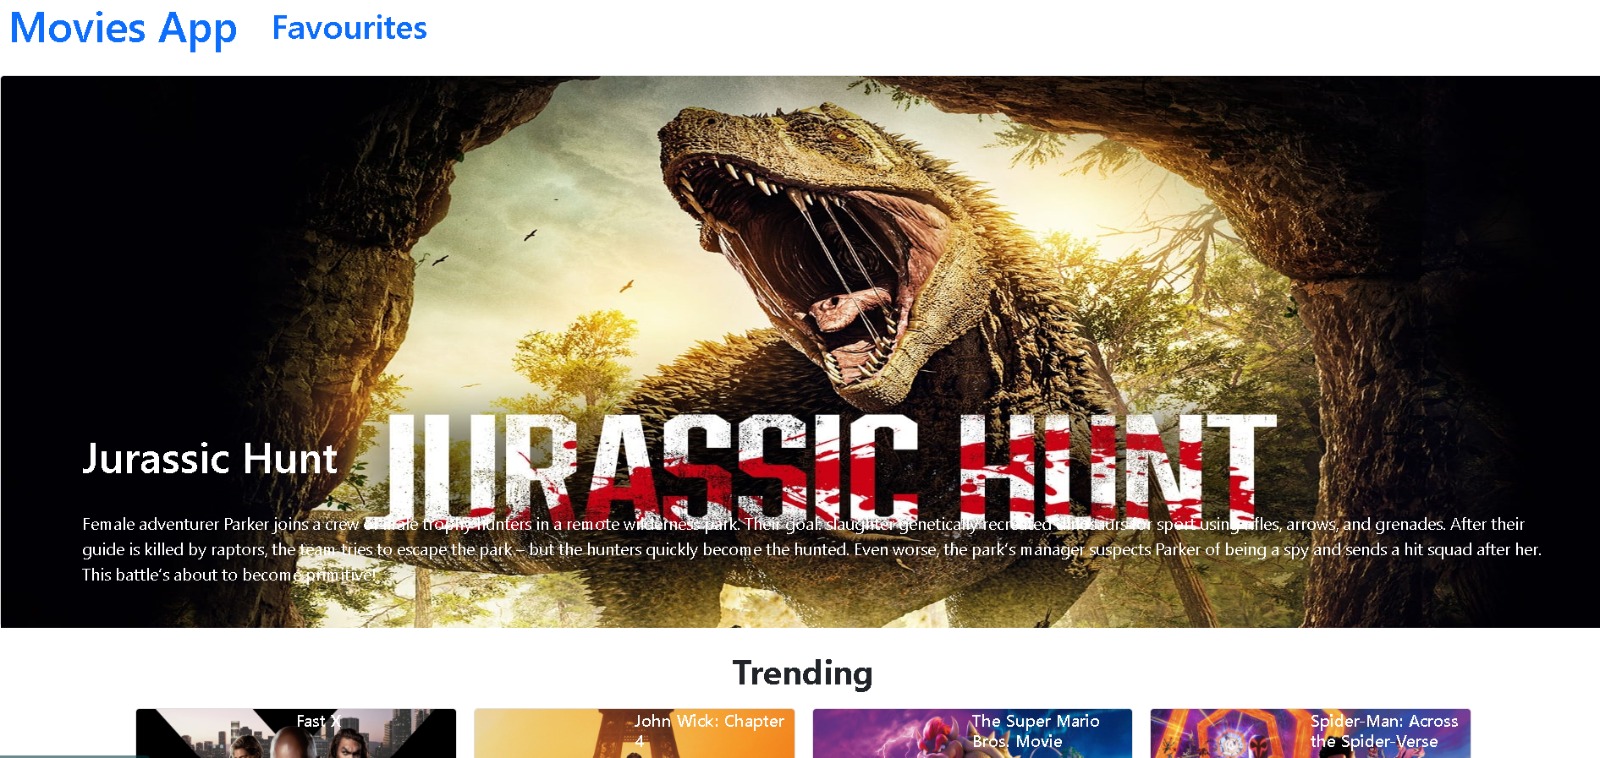 Movies App Favourites
JURASSIC HUNT
Jurassic Hunt
Female adventurer Parker joins a crew of male trophy hunters in a remote wilderness park. Their goal: slaughter genetically recreated dinosaurs for sport using rifles, arrows, and grenades. After their
guide is killed by raptors, the team tries to escape the park – but the hunters quickly become the hunted. Even worse, the park's manager suspects Parker of being a spy and sends a hit squad after her.
This battle's about to become primitive!
Trending
Fast X
John Wick: Chapter
4
The Super Mario
Bros. Movie
Spider-Man: Across
the Spider-Verse